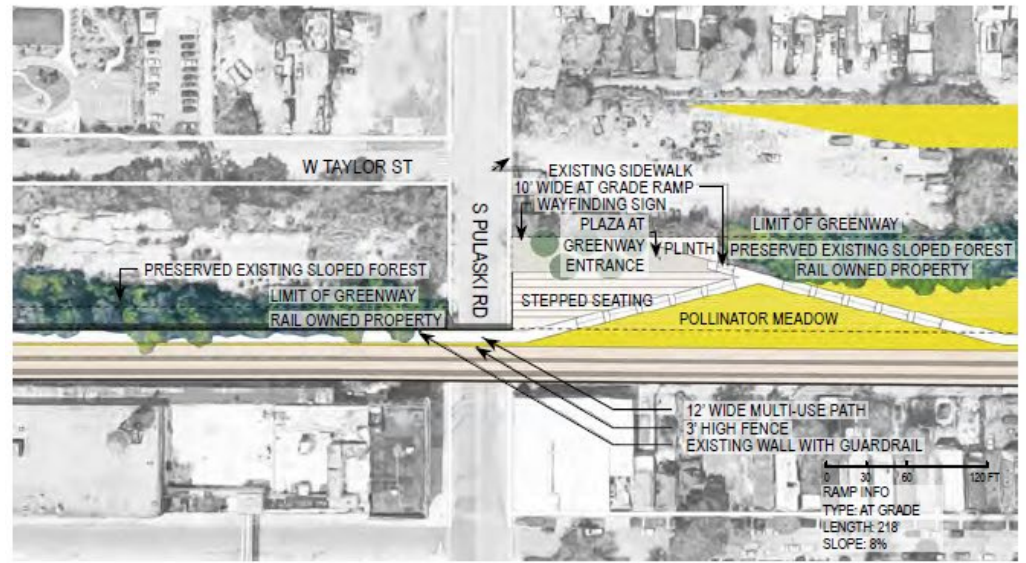 W TAYLOR ST
S PULASKI RD
EXISTING SIDEWALK
10' WIDE AT GRADE RAMP
WAYFINDING SIGN
PLAZA AT
GREENWAY
ENTRANCE
PLINTH
LIMIT OF GREENWAY
PRESERVED EXISTING SLOPED FOREST
RAIL OWNED PROPERTY
PRESERVED EXISTING SLOPED FOREST
LIMIT OF GREENWAY
RAIL OWNED PROPERTY
STEPPED SEATING
POLLINATOR MEADOW
12' WIDE MULTI-USE PATH
3' HIGH FENCE
EXISTING WALL WITH GUARDRAIL
0 30 60 120 FT
RAMP INFO
TYPE: AT GRADE
LENGTH: 218'
SLOPE: 8%